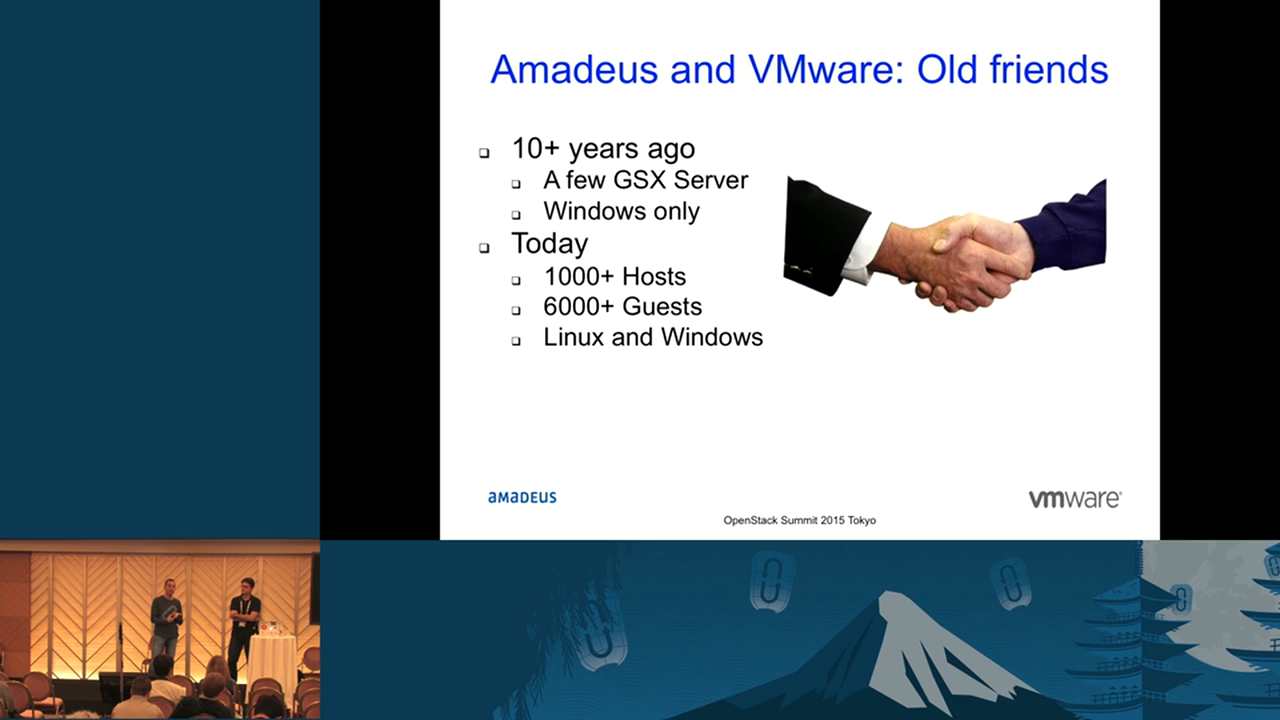 Amadeus and VMware: Old friends
❑ 10+ years ago
❑ A few GSX Server
❑ Windows only
❑ Today
❑ 1000+ Hosts
❑ 6000+ Guests
❑ Linux and Windows
amaDEUS
vmware®
OpenStack Summit 2015 Tokyo